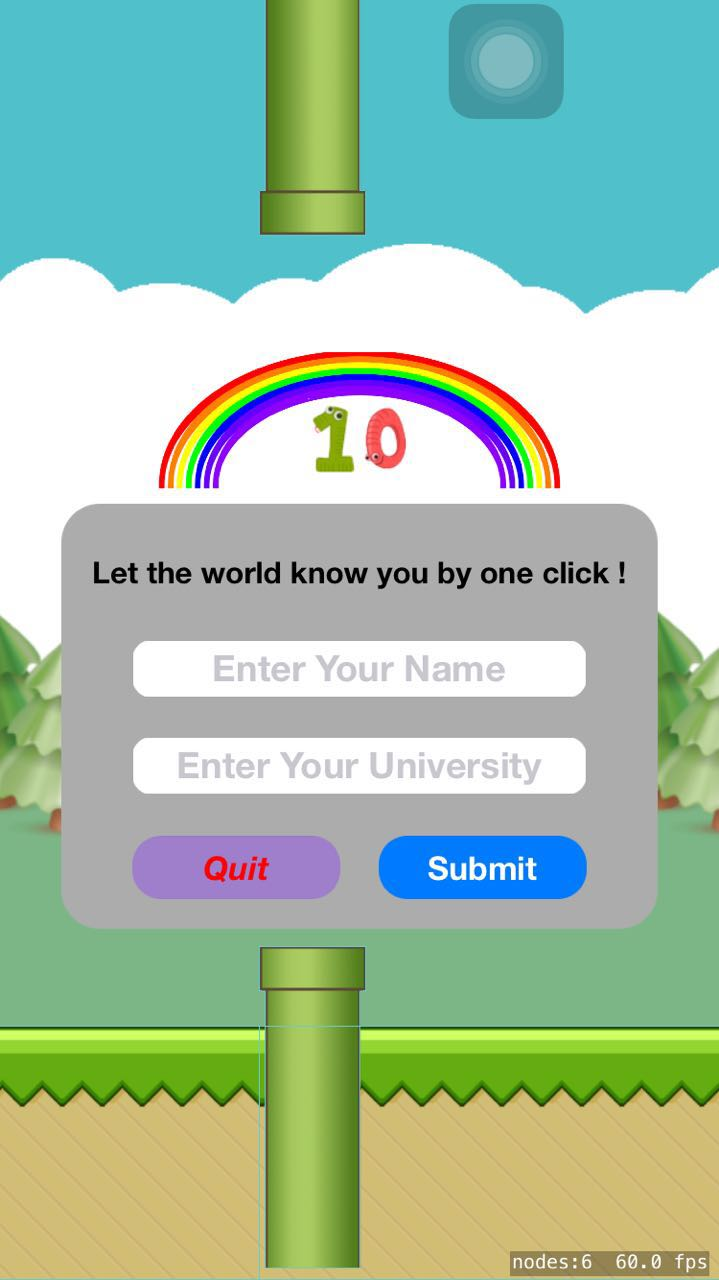 10
Let the world know you by one click !
Enter Your Name
Enter Your University
Quit Submit
nodes:6 60.0 fps